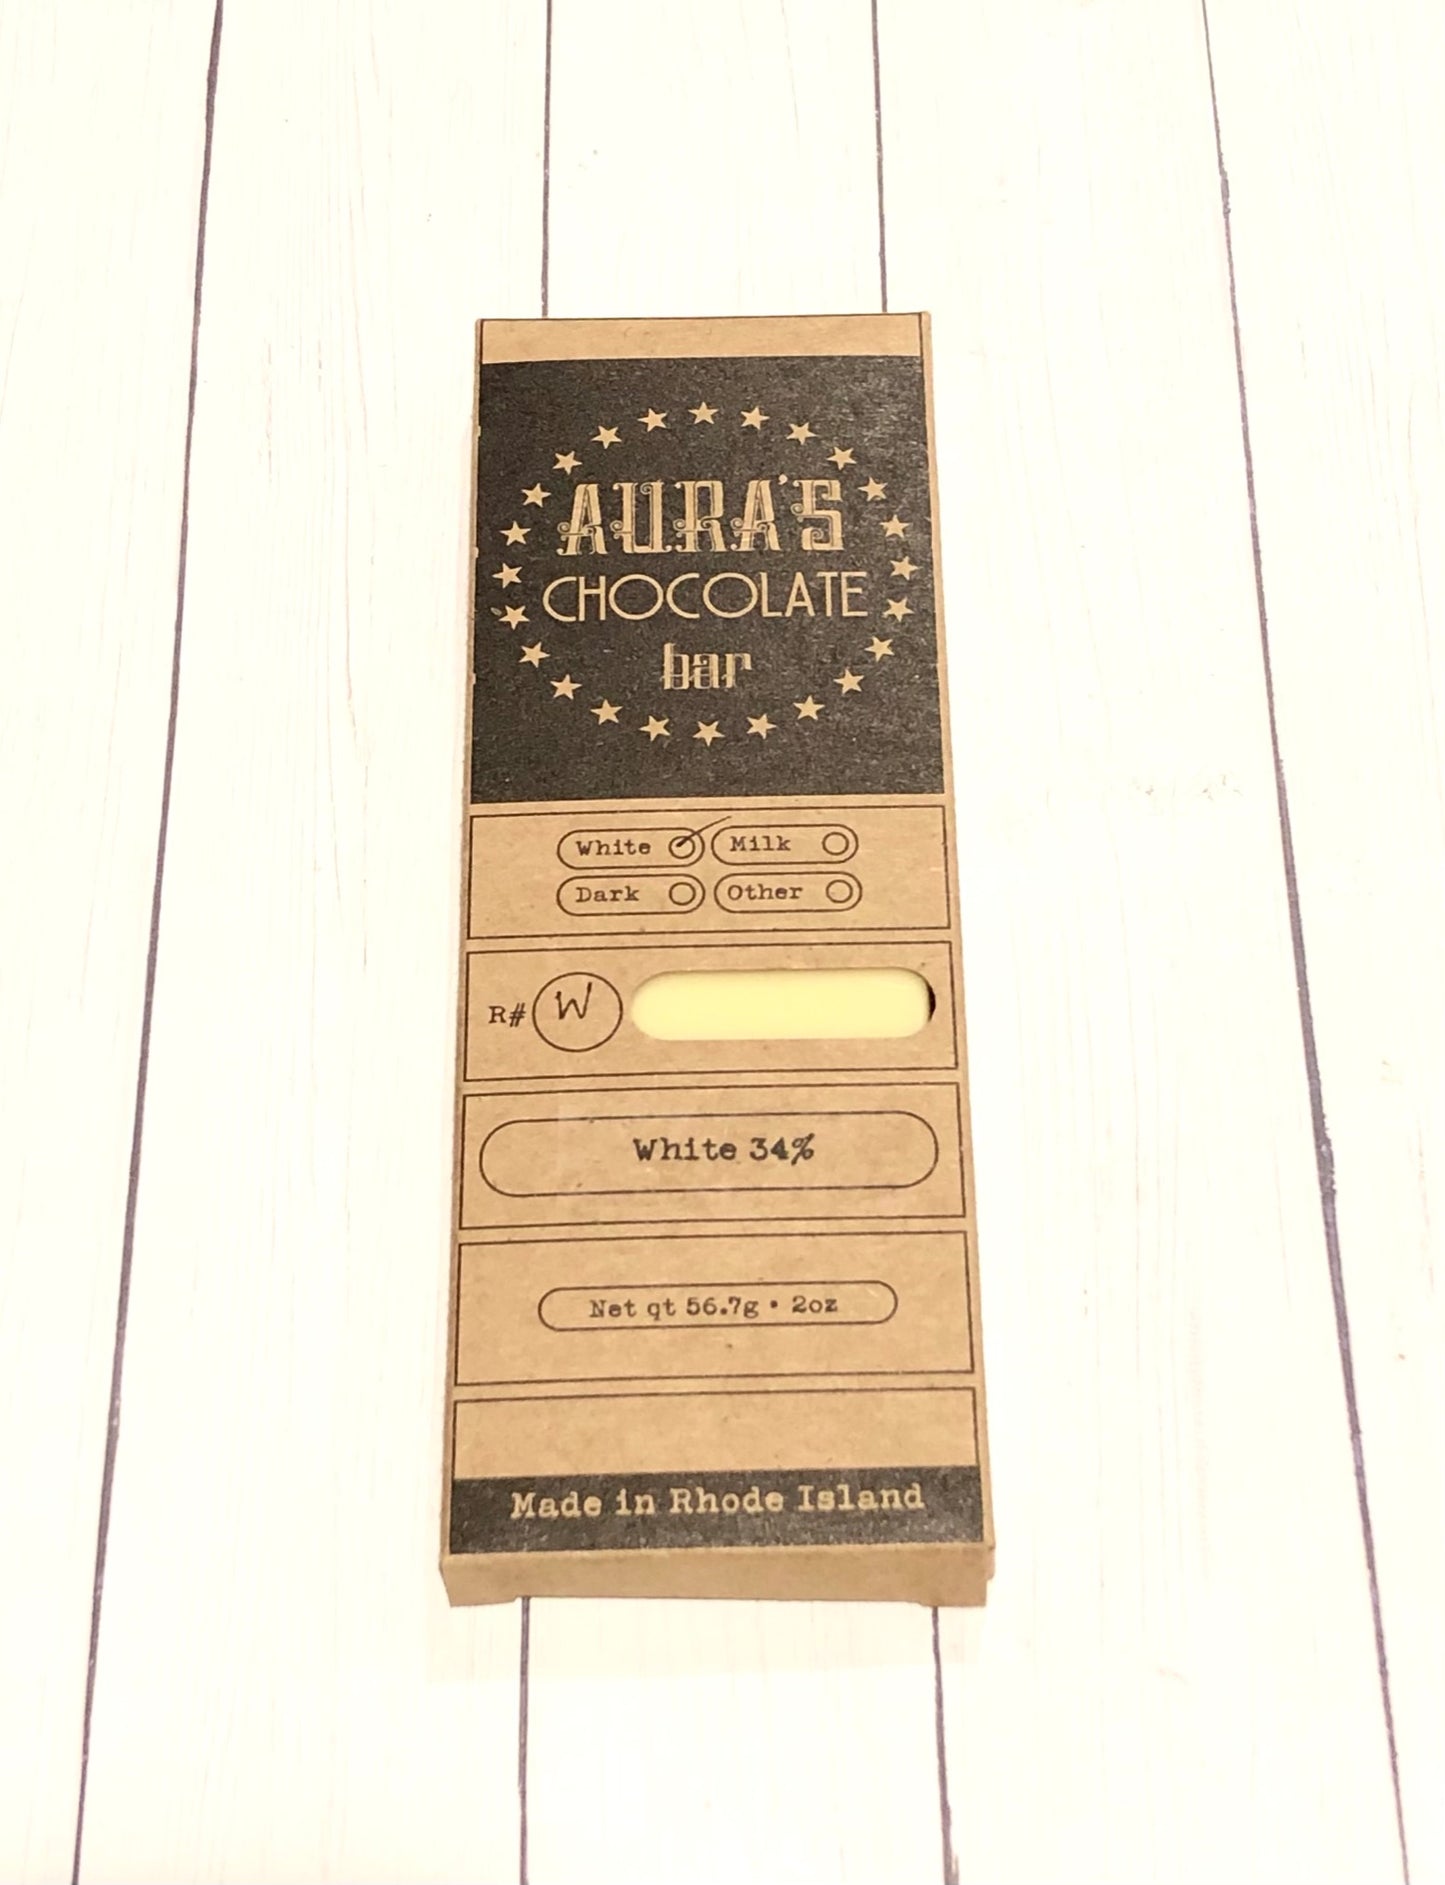 AURA'S
CHOCOLATE
bar
White Milk
Dark Other
R# W
White 34%
Net qt 56.7g • 2oz
Made in Rhode Island